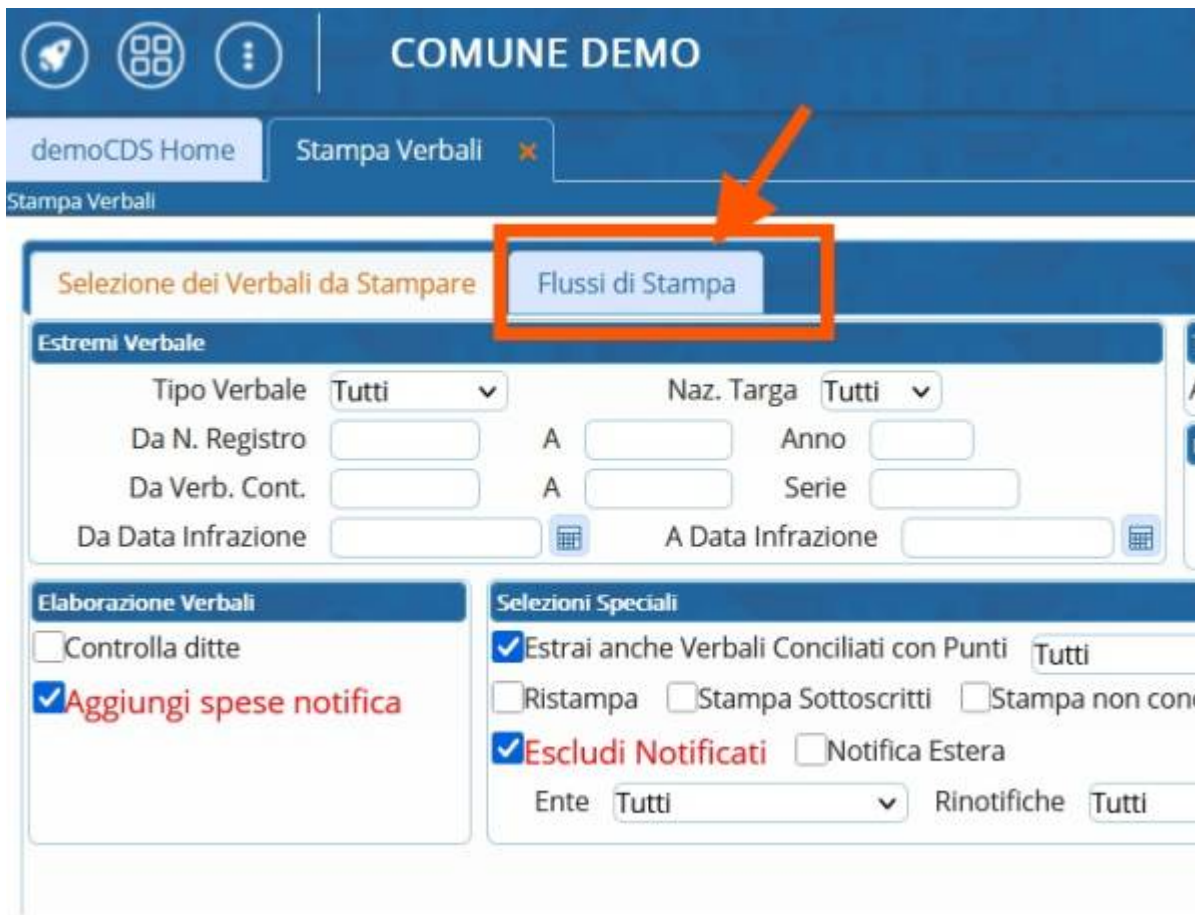 COMUNE DEMO
demoCDS Home Stampa Verbali
Stampa Verbali
Selezione dei Verbali da Stampare Flussi di Stampa
Estremi Verbale
Tipo Verbale Tutti Naz. Targa Tutti
Da N. Registro A Anno
Da Verb. Cont. A Serie
Da Data Infrazione A Data Infrazione
Elaborazione Verbali Selezioni Speciali
Controlla ditte Estrai anche Verbali Conciliati con Punti Tutti
Aggiungi spese notifica Ristampa Stampa Sottoscritti Stampa non
Escludi Notificati Notifica Estera
Ente Tutti Rinotifiche Tutti